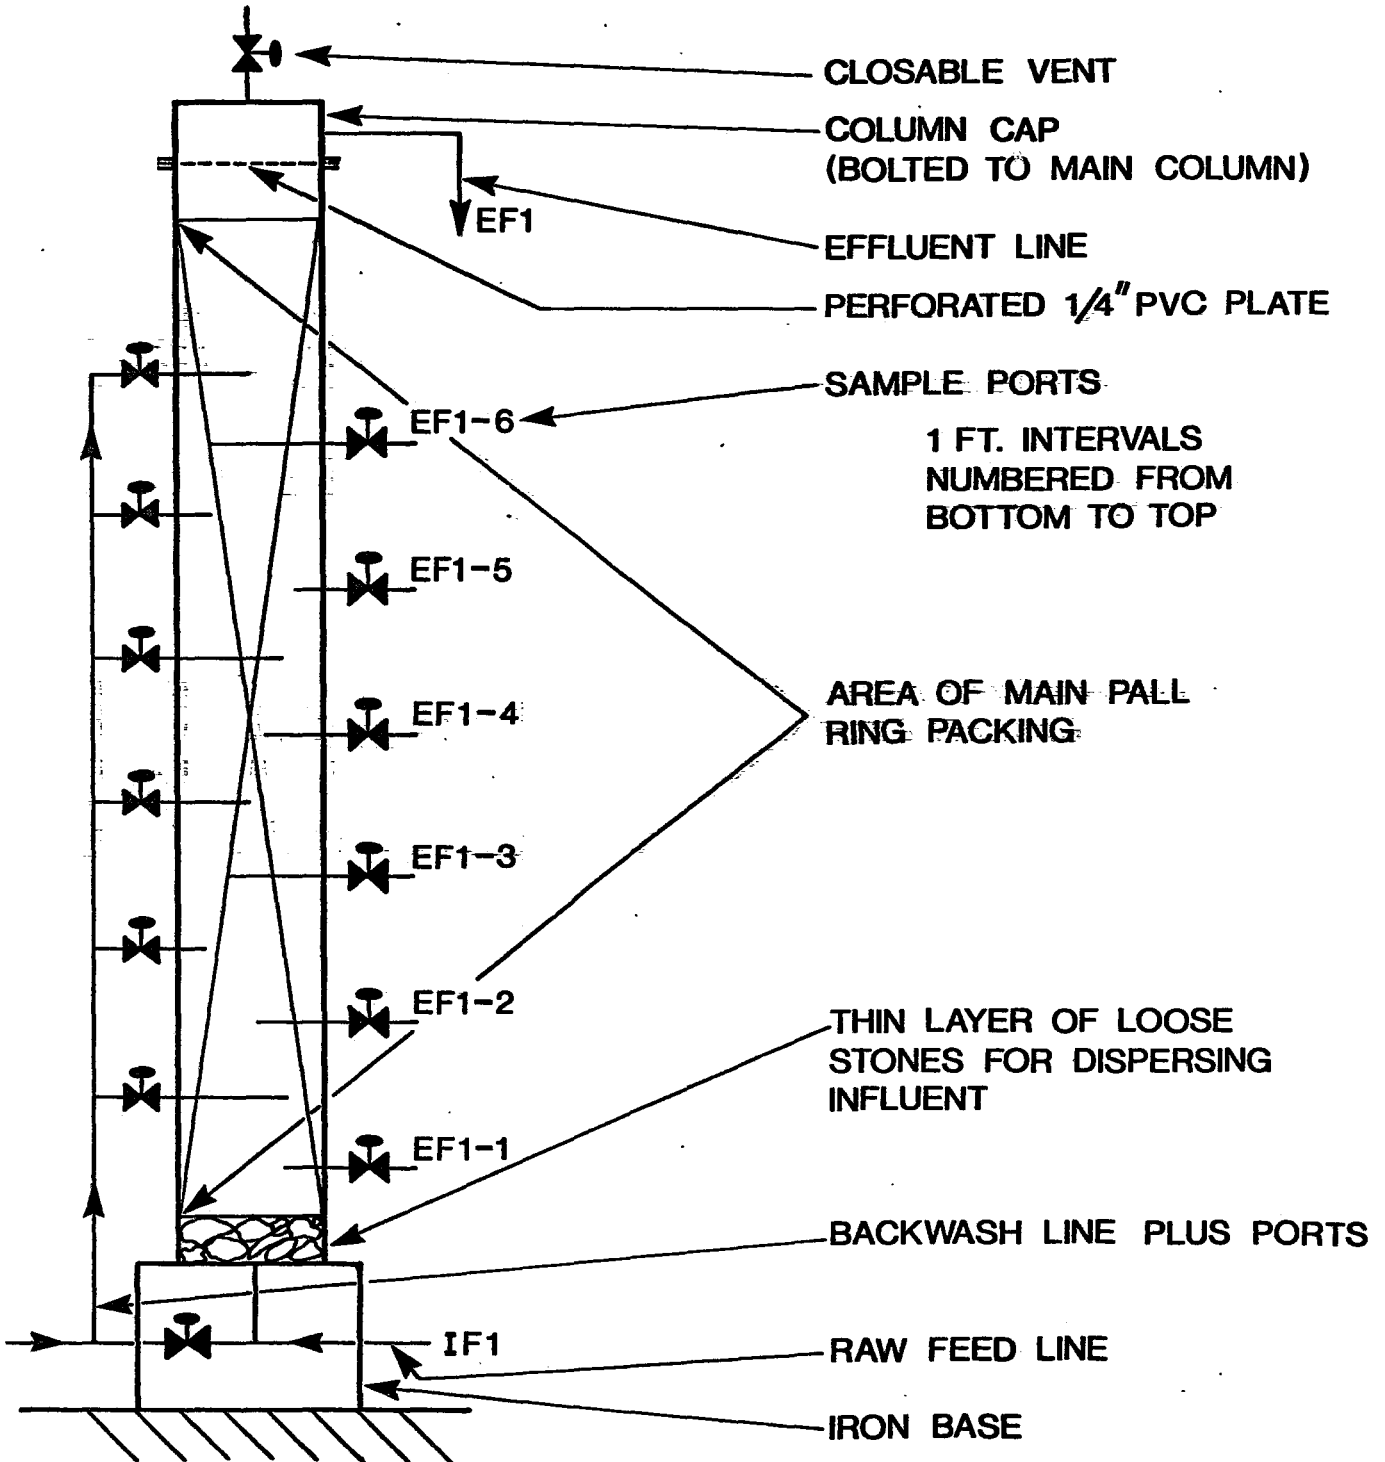 CLOSABLE VENT
COLUMN CAP
(BOLTED TO MAIN COLUMN)
EF1
EFFLUENT LINE
PERFORATED 1/4" PVC PLATE
SAMPLE PORTS
EF1-6
1 FT. INTERVALS
NUMBERED FROM
BOTTOM TO TOP
EF1-5
AREA OF MAIN PALL
RING PACKING
EF1-4
EF1-3
EF1-2
THIN LAYER OF LOOSE
STONES FOR DISPERSING
INFLUENT
EF1-1
BACKWASH LINE PLUS PORTS
IF1
RAW FEED LINE
IRON BASE